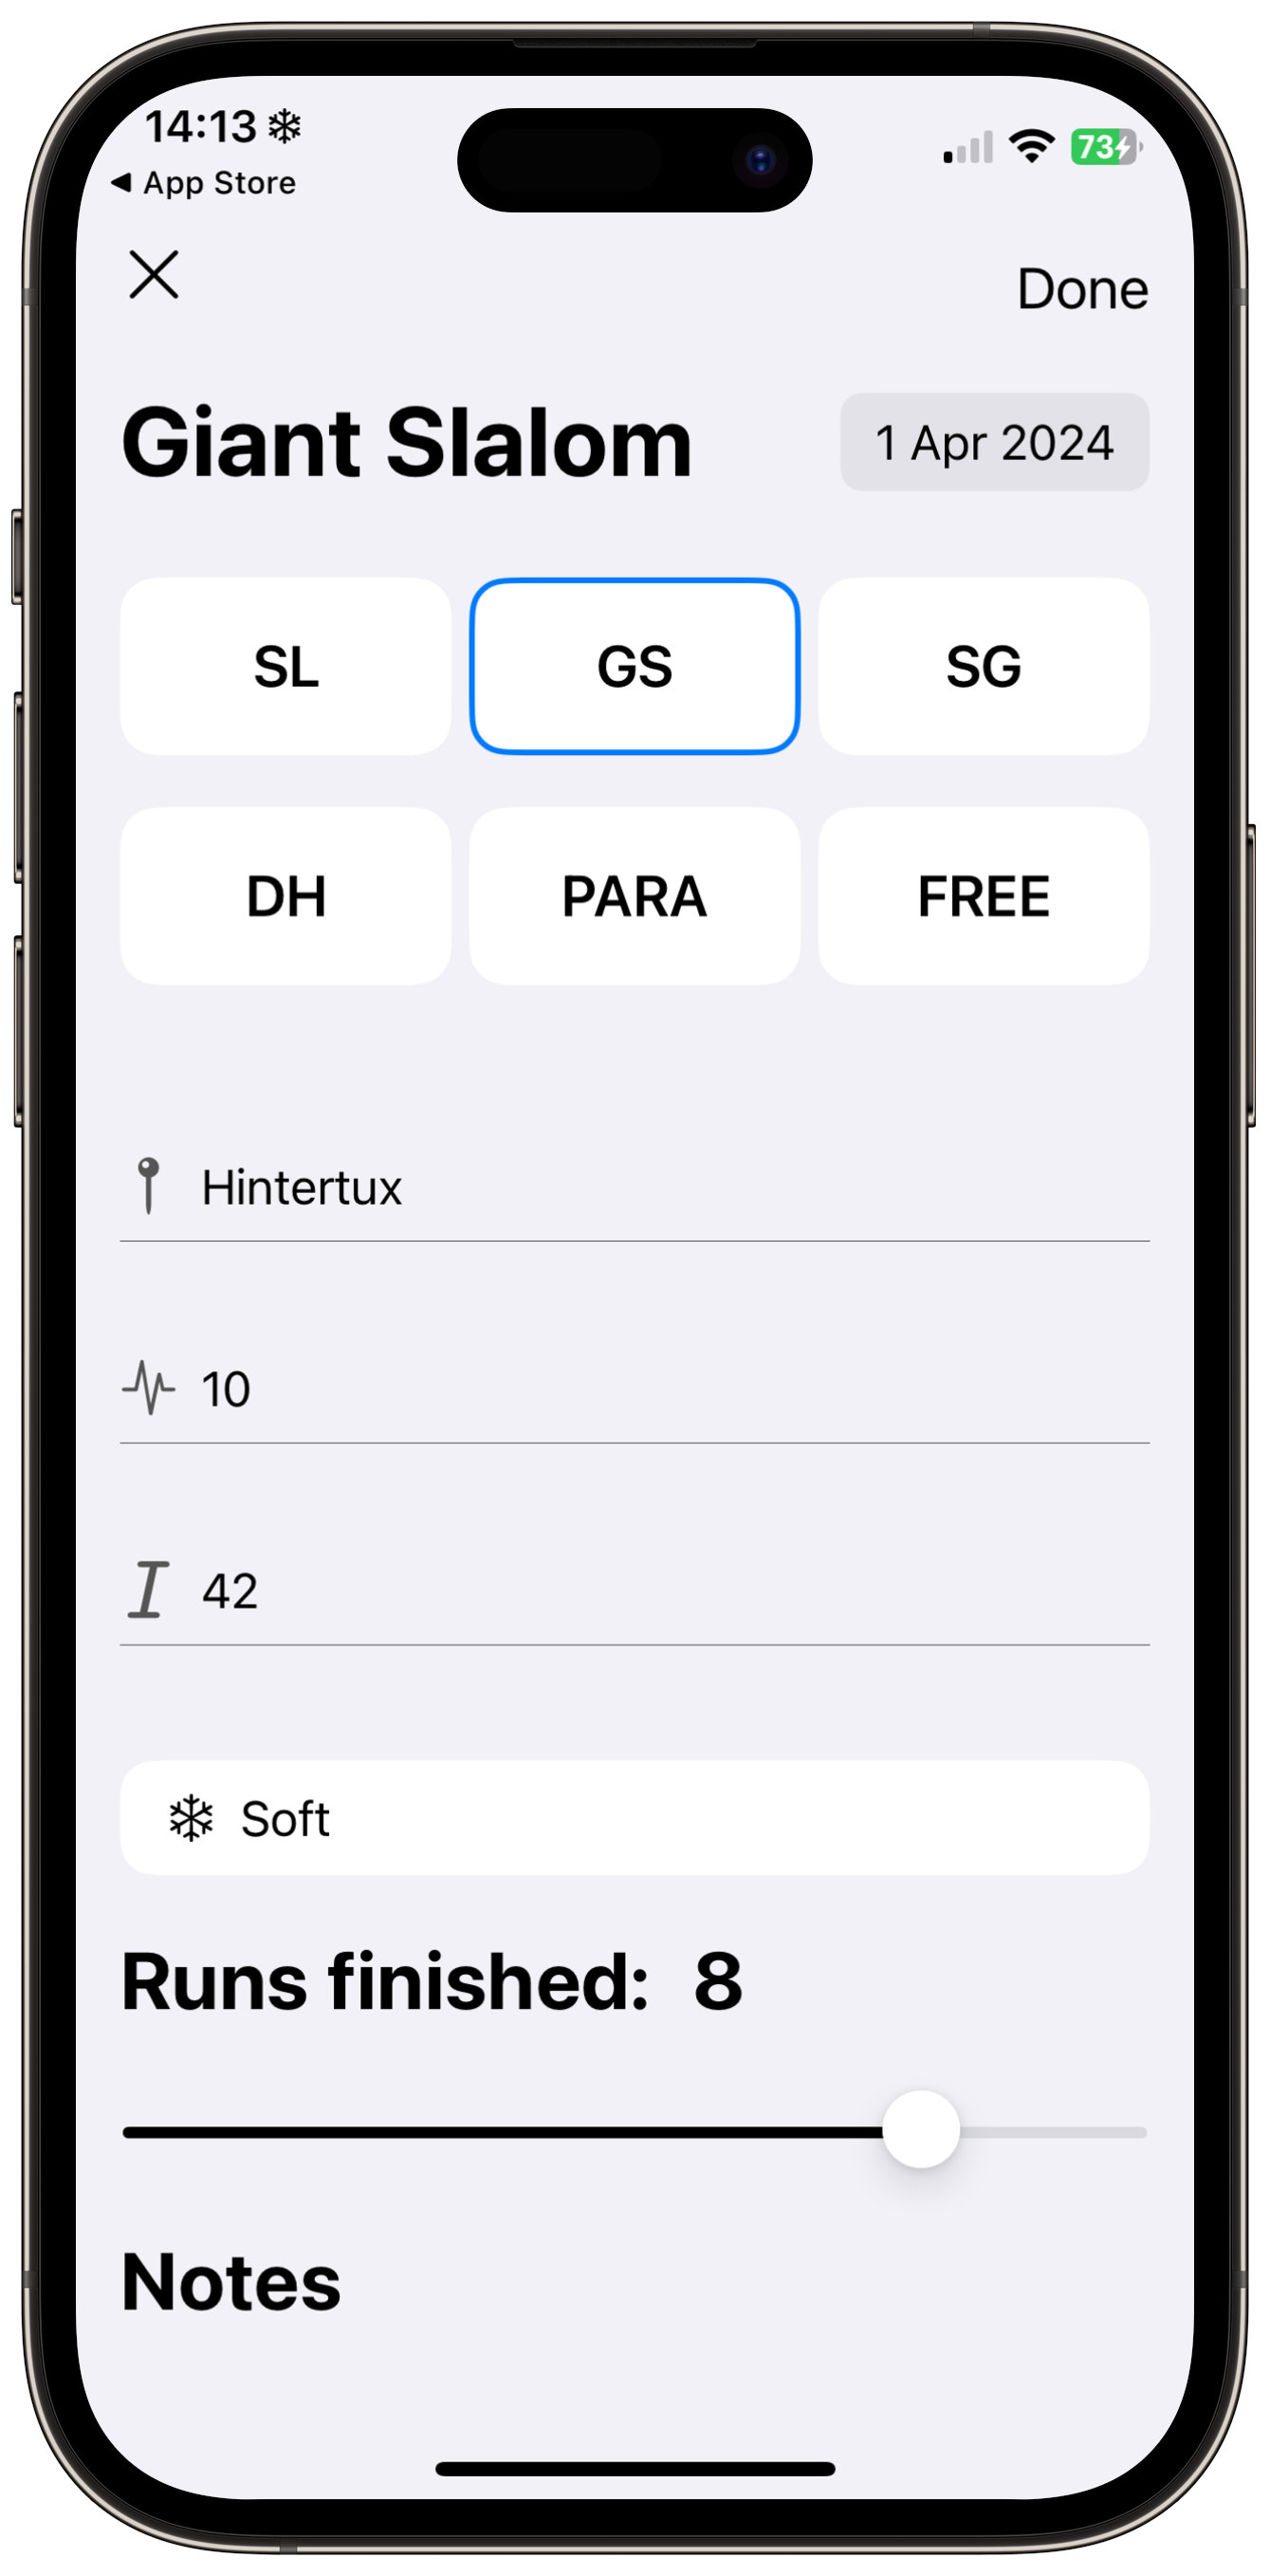 14:13
App Store
73
Done
Giant Slalom
1 Apr 2024
SL
GS
SG
DH
PARA
FREE
Hintertux
10
42
Soft
Runs finished: 8
Notes